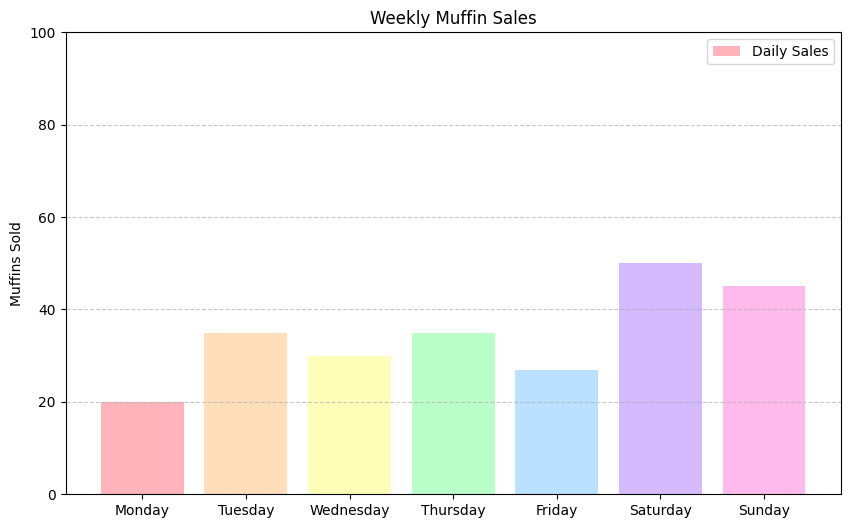 Weekly Muffin Sales
Daily Sales
Muffins Sold
100
80
60
40
20
0
Monday Tuesday Wednesday Thursday Friday Saturday Sunday